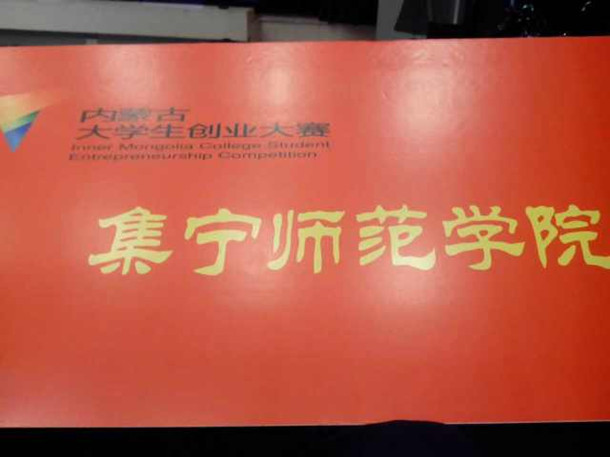 内蒙古
大学生创业大赛
Inner Mongolia College Student
Entrepreneurship Competition
集宁师范学院